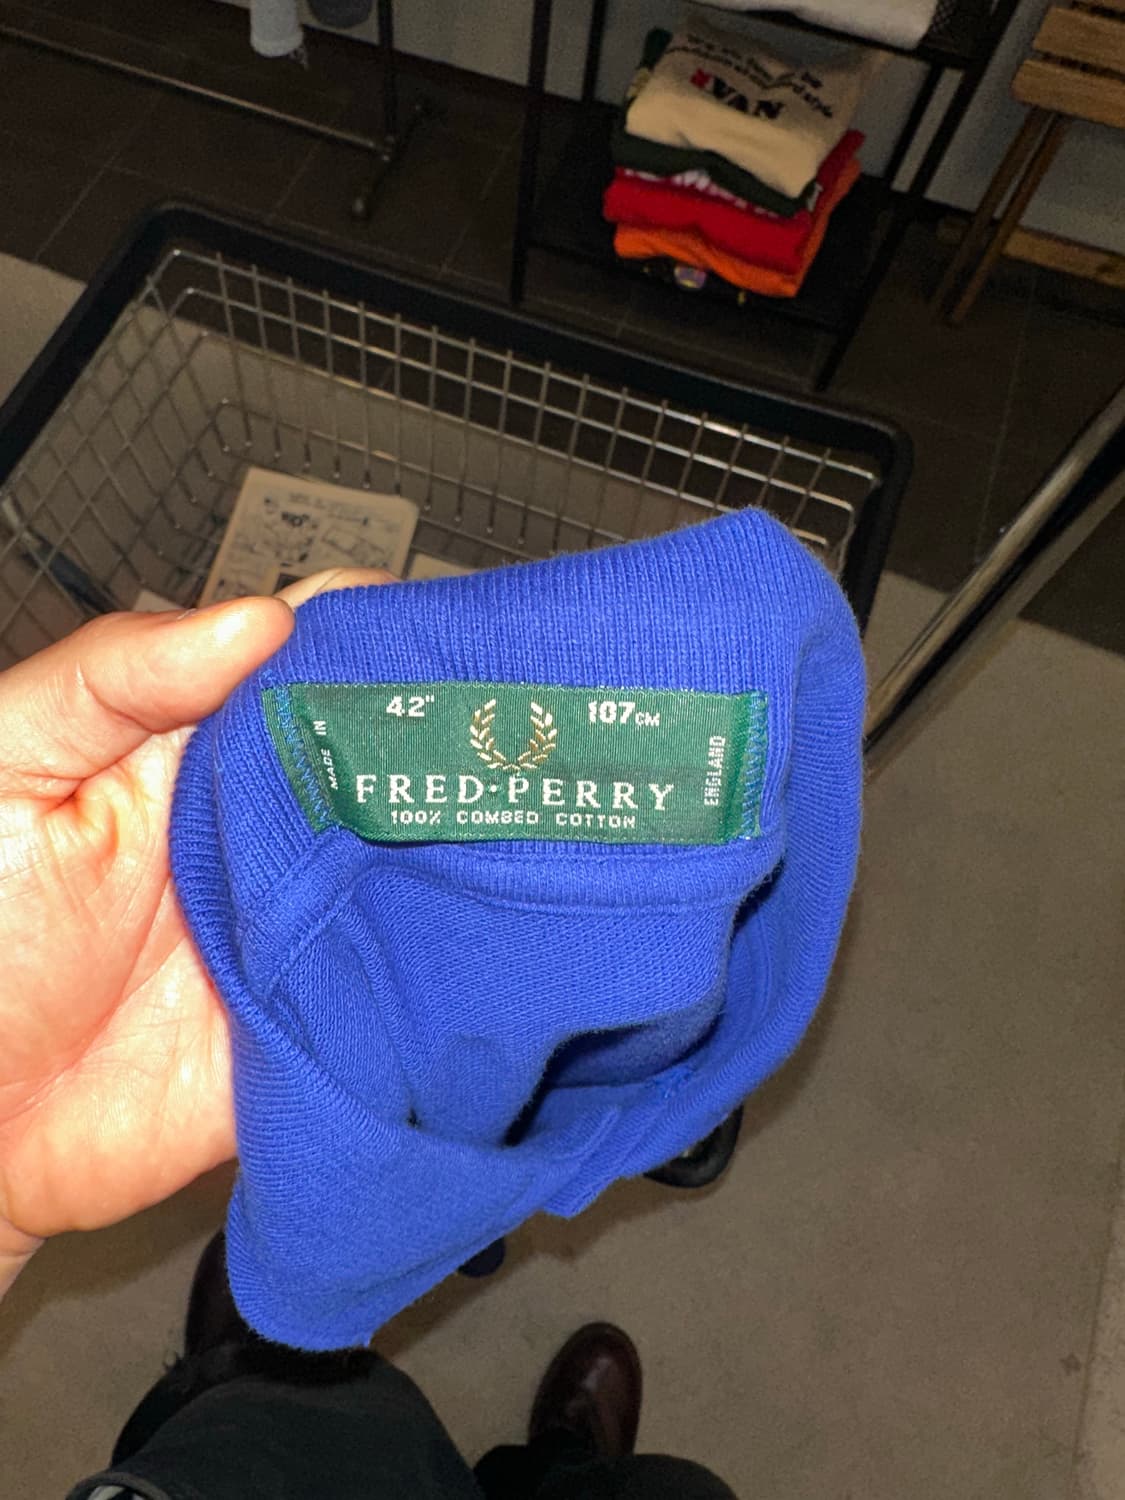 VAN
42" 107CM
MADE IN
ENGLAND
FRED·PERRY
100% COMBED COTTON